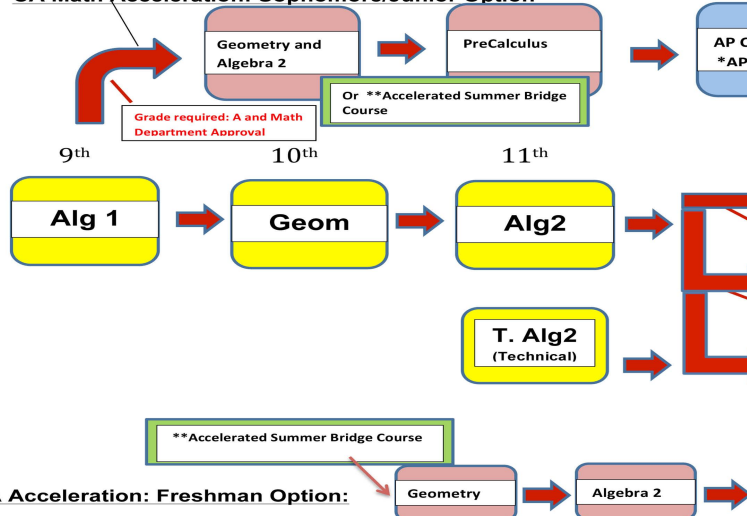 Geometry and
Algebra 2
PreCalculus
AP
*AP
Or **Accelerated Summer Bridge
Course
Grade required: A and Math
Department Approval
9th
10th
11th
Alg 1
Geom
Alg2
T. Alg2
(Technical)
**Accelerated Summer Bridge Course
Acceleration: Freshman Option:
Geometry
Algebra 2